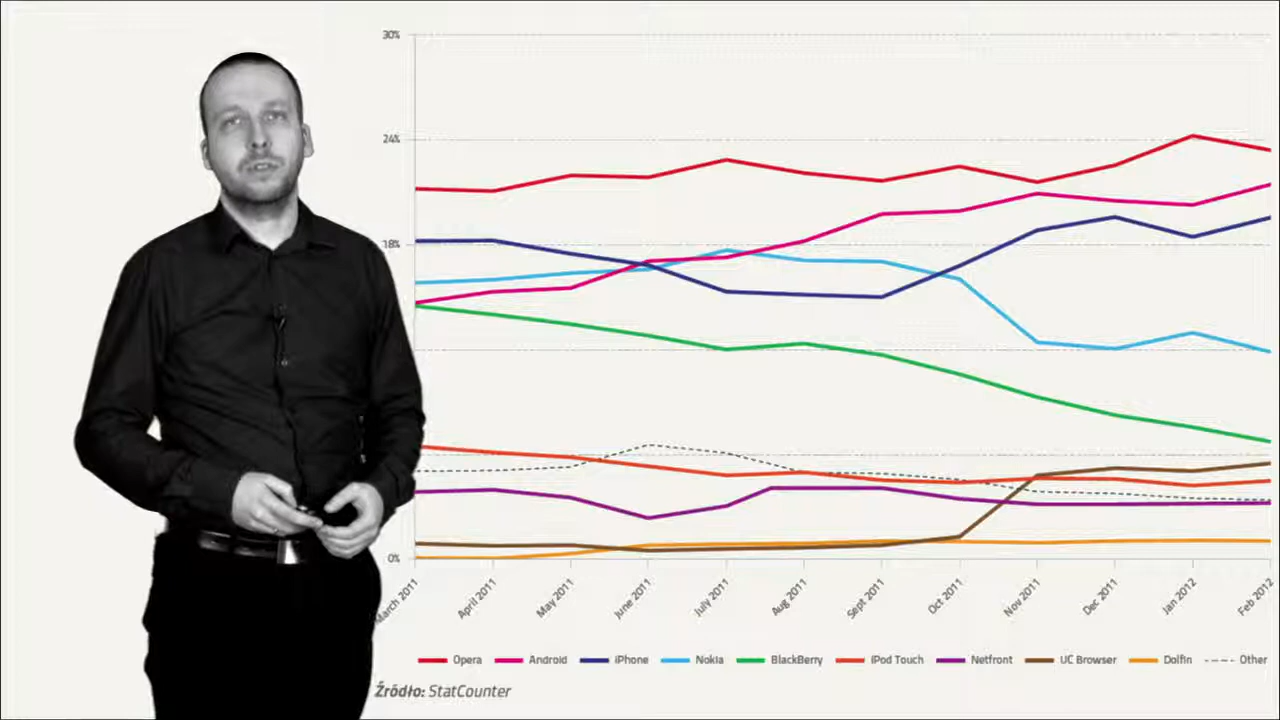 30%
24%
18%
0%
March 2011 April 2011 May 2011 June 2011 July 2011 Aug 2011 Sept 2011 Oct 2011 Nov 2011 Dec 2011 Jan 2012 Feb 2012
Opera Android iPhone Nokia BlackBerry iPod Touch Netfront UC Browser Dolfin Other
Źródło: StatCounter